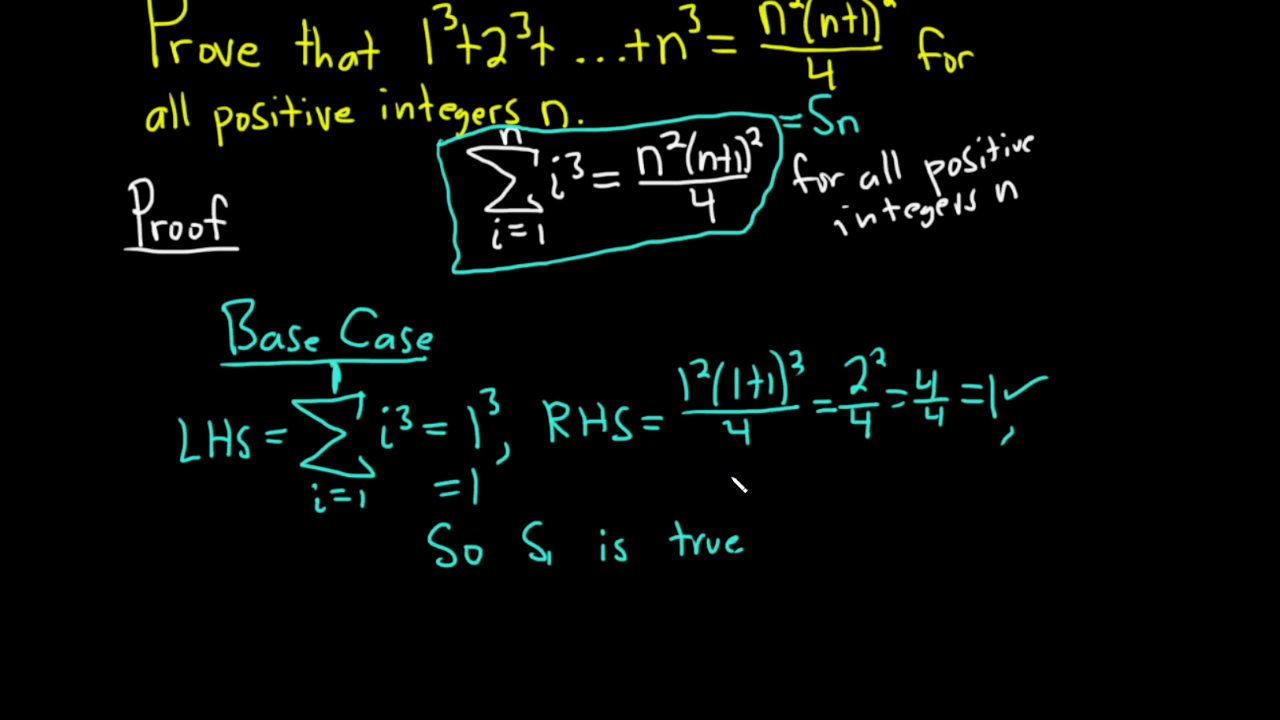 Prove that 1³+2³+ ...+n³ = n²(n+1)²/4 for
all positive integers n.
n∑i=1 i³ = n²(n+1)²/4 = Sn
for all positive
integers n
Proof
Base Case
LHS = 1∑i=1 i³ = 1³, RHS = 1²(1+1)³/4 = 2²/4 = 4/4 = 1✓,
= 1
So S₁ is true